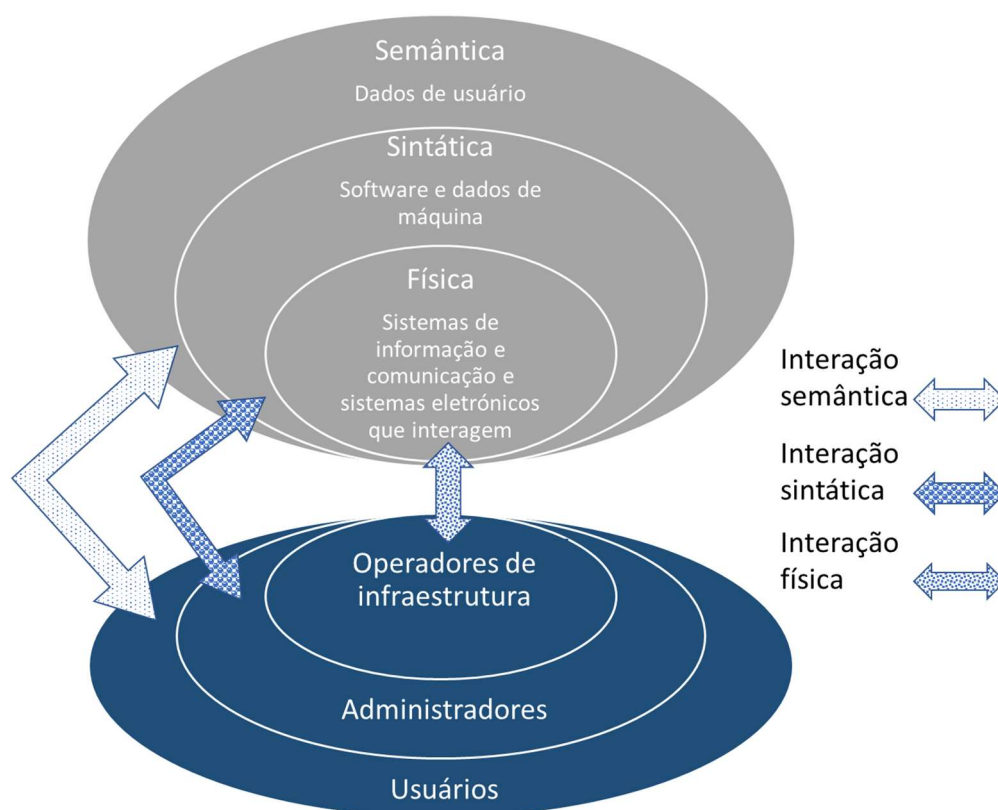 Semântica
Dados de usuário
Sintática
Software e dados de
máquina
Física
Sistemas de
informação e
comunicação e
sistemas eletrónicos
que interagem
Interação
semântica
Interação
sintática
Interação
física
Operadores de
infraestrutura
Administradores
Usuários